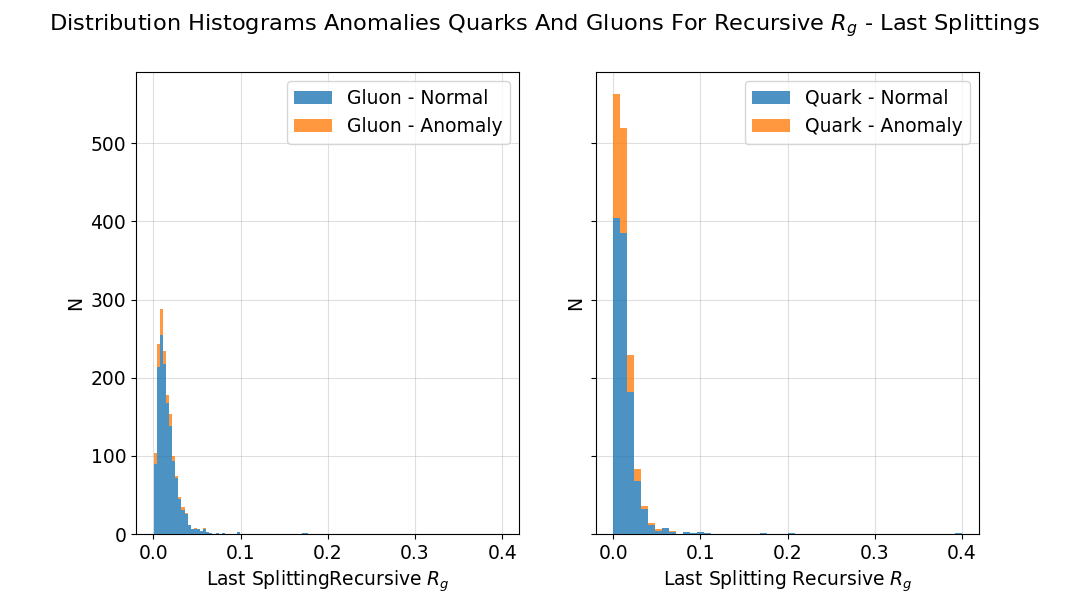 Distribution Histograms Anomalies Quarks And Gluons For Recursive R_g - Last Splittings
Gluon - Normal
Gluon - Anomaly
N
500
400
300
200
100
0
0.0 0.1 0.2 0.3 0.4
Last SplittingRecursive R_g
Quark - Normal
Quark - Anomaly
N
0.0 0.1 0.2 0.3 0.4
Last Splitting Recursive R_g